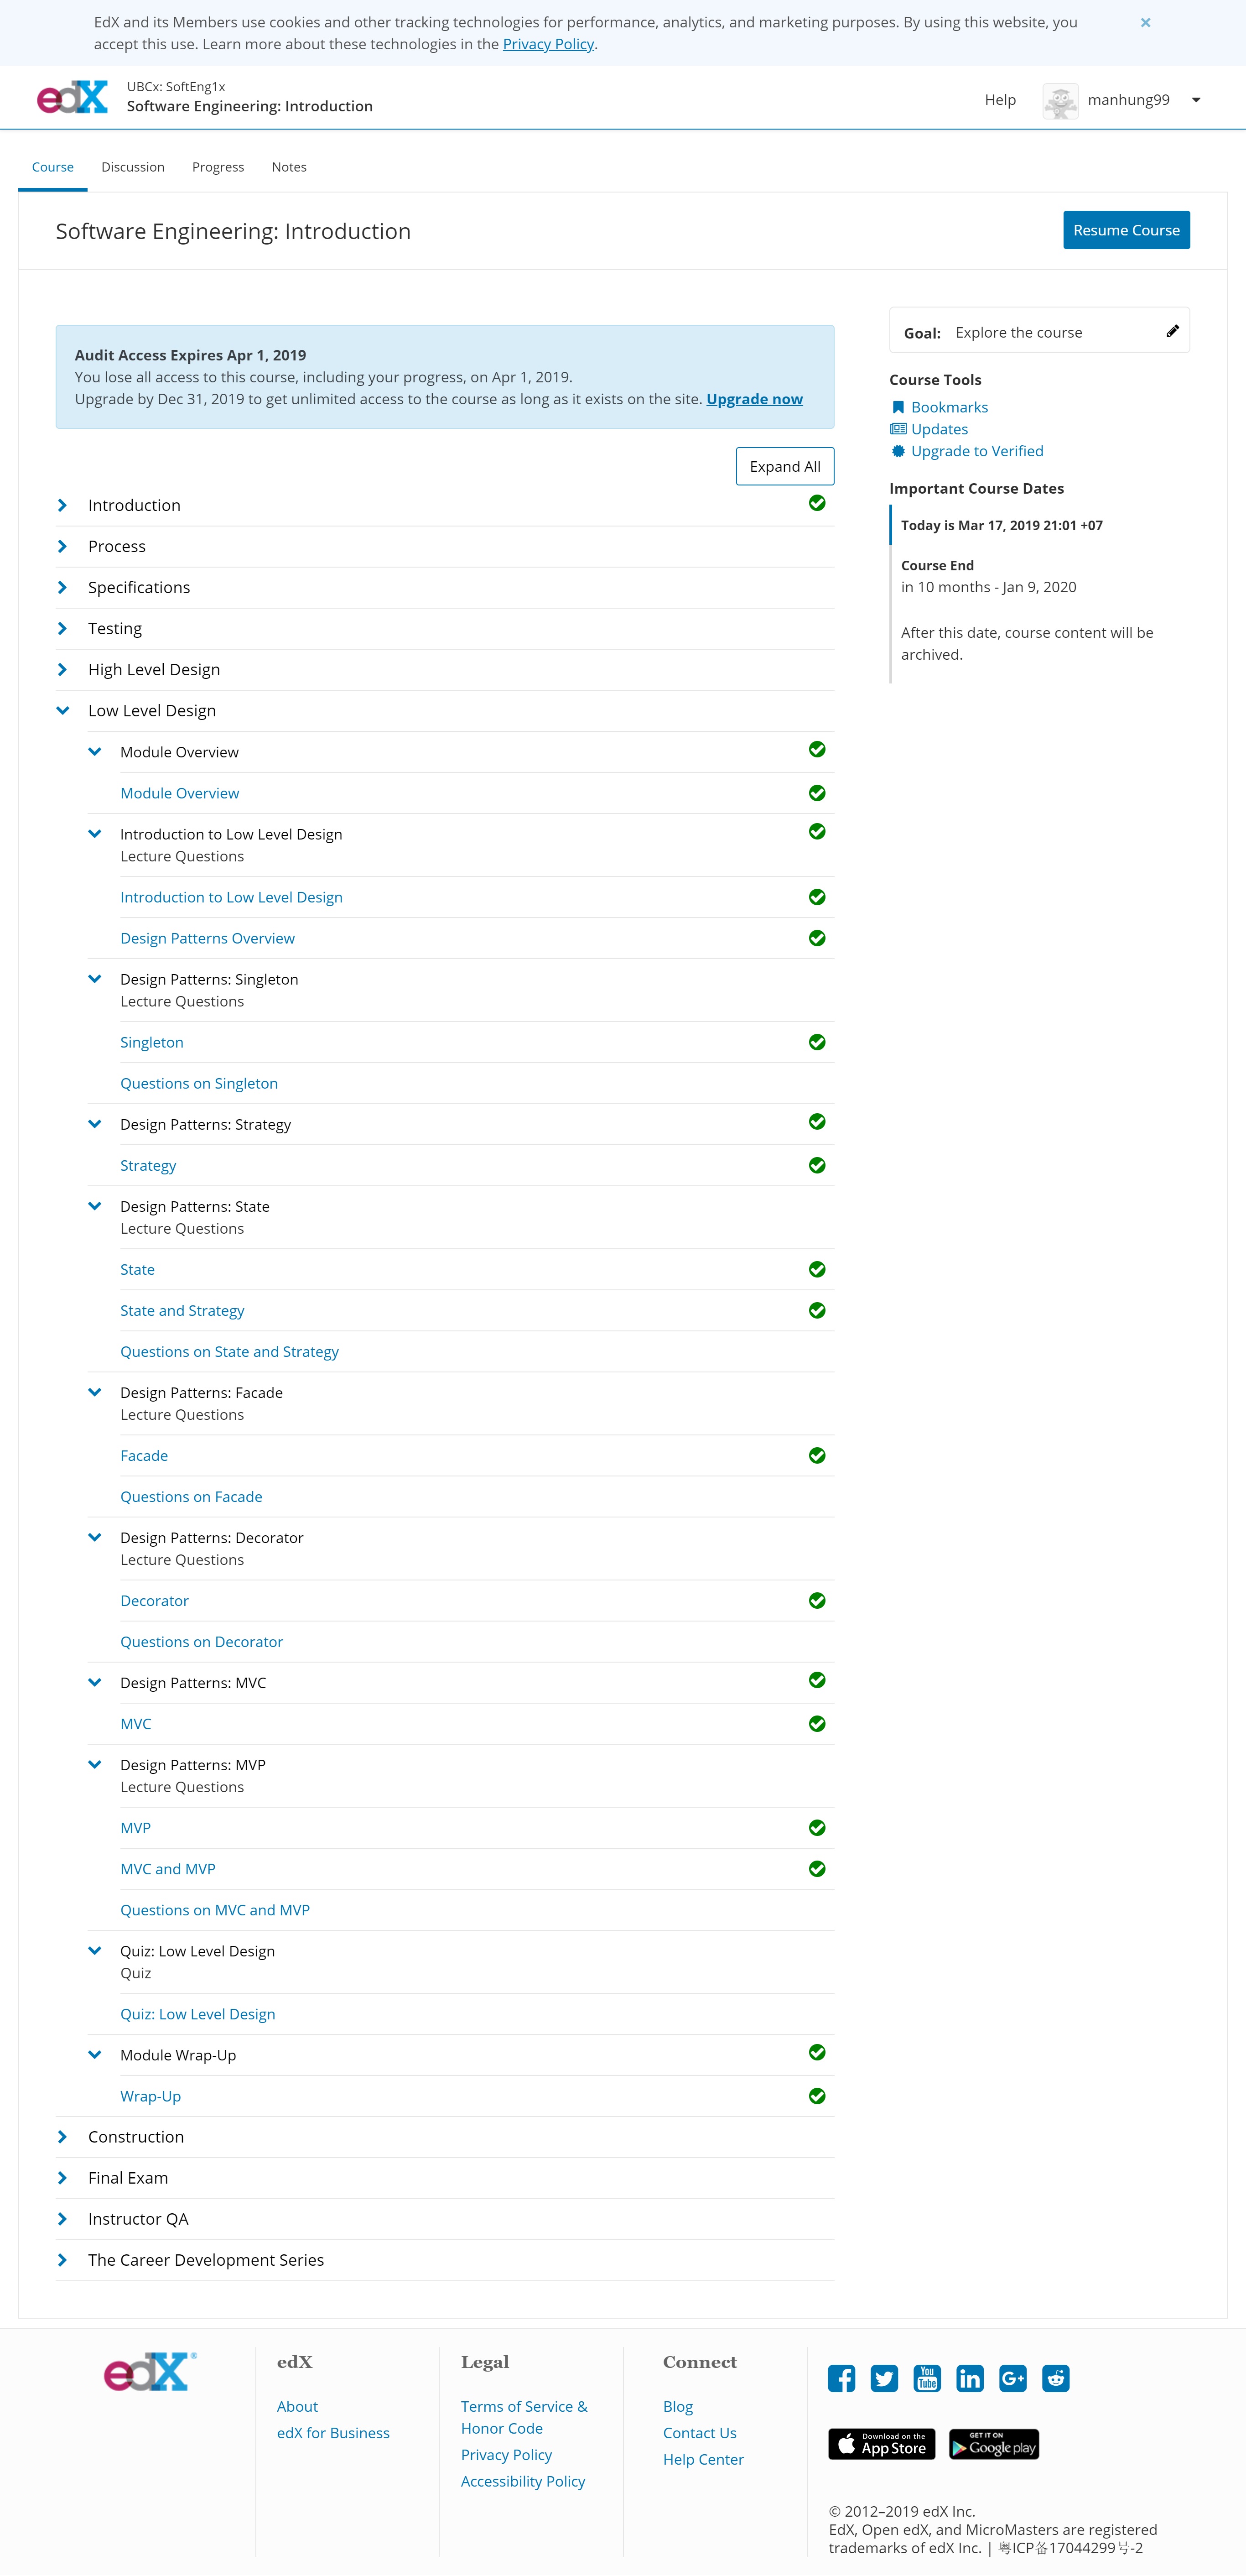 EdX and its Members use cookies and other tracking technologies for performance, analytics, and marketing purposes. By using this website, you
accept this use. Learn more about these technologies in the Privacy Policy.
×
edX
UBCx: SoftEng1x
Software Engineering: Introduction
Help
manhung99
Course
Discussion
Progress
Notes
Software Engineering: Introduction
Resume Course
Audit Access Expires Apr 1, 2019
You lose all access to this course, including your progress, on Apr 1, 2019.
Upgrade by Dec 31, 2019 to get unlimited access to the course as long as it exists on the site. Upgrade now
Expand All
Introduction
Process
Specifications
Testing
High Level Design
Low Level Design
Module Overview
Module Overview
Introduction to Low Level Design
Lecture Questions
Introduction to Low Level Design
Design Patterns Overview
Design Patterns: Singleton
Lecture Questions
Singleton
Questions on Singleton
Design Patterns: Strategy
Strategy
Design Patterns: State
Lecture Questions
State
State and Strategy
Questions on State and Strategy
Design Patterns: Facade
Lecture Questions
Facade
Questions on Facade
Design Patterns: Decorator
Lecture Questions
Decorator
Questions on Decorator
Design Patterns: MVC
MVC
Design Patterns: MVP
Lecture Questions
MVP
MVC and MVP
Questions on MVC and MVP
Quiz: Low Level Design
Quiz
Quiz: Low Level Design
Module Wrap-Up
Wrap-Up
Construction
Final Exam
Instructor QA
The Career Development Series
Goal: Explore the course
Course Tools
Bookmarks
Updates
Upgrade to Verified
Important Course Dates
Today is Mar 17, 2019 21:01 +07
Course End
in 10 months - Jan 9, 2020
After this date, course content will be
archived.
edX®
edX
About
edX for Business
Legal
Terms of Service &
Honor Code
Privacy Policy
Accessibility Policy
Connect
Blog
Contact Us
Help Center
You
Tube
in
G+
Download on the
App Store
GET IT ON
Google play
© 2012–2019 edX Inc.
EdX, Open edX, and MicroMasters are registered
trademarks of edX Inc. | 粤ICP备17044299号-2